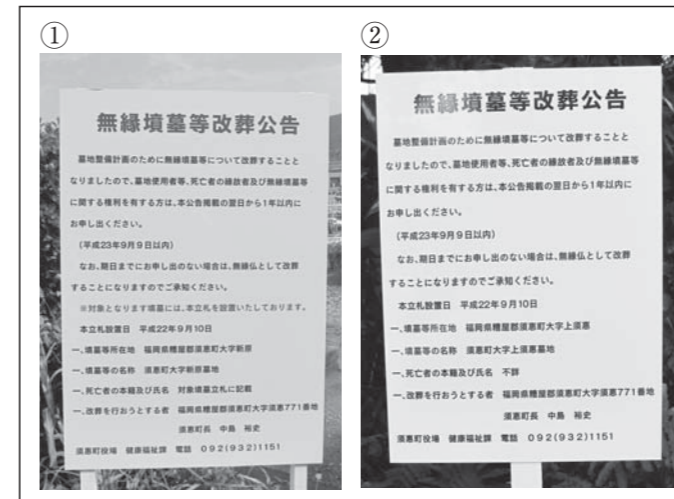 ①
無縁墳墓等改葬公告
墓地整備計画のために無縁墳墓等について改葬することと
なりましたので、墓地使用者等、死亡者の縁故者及び無縁墳墓等
に関する権利を有する方は、本公告掲載の翌日から1年以内に
お申し出ください。
(平成23年9月9日以内)
なお、期日までにお申し出のない場合は、無縁仏として改葬
することになりますのでご承知ください。
※対象となります墳墓には、本立札を設置いたしております。
本立札設置日 平成22年9月10日
一、墳墓等所在地 福岡県糟屋郡須恵町大字新原
一、墳墓等の名称 須恵町大字新原墓地
一、死亡者の本籍及び氏名 対象墳墓立札に記載
一、改葬を行おうとする者 福岡県糟屋郡須恵町大字須恵771番地
須恵町長 中島 裕史
須恵町役場 健康福祉課 電話 092(932)1151
②
無縁墳墓等改葬公告
墓地整備計画のために無縁墳墓等について改葬することと
なりましたので、墓地使用者等、死亡者の縁故者及び無縁墳墓等
に関する権利を有する方は、本公告掲載の翌日から1年以内に
お申し出ください。
(平成23年9月9日以内)
なお、期日までにお申し出のない場合は、無縁仏として改葬
することになりますのでご承知ください。
本立札設置日 平成22年9月10日
一、墳墓等所在地 福岡県糟屋郡須恵町大字上須惠
一、墳墓等の名称 須恵町大字上須惠墓地
一、死亡者の本籍及び氏名 不詳
一、改葬を行おうとする者 福岡県糟屋郡須恵町大字須恵771番地
須恵町長 中島 裕史
須恵町役場 健康福祉課 電話 092(932)1151